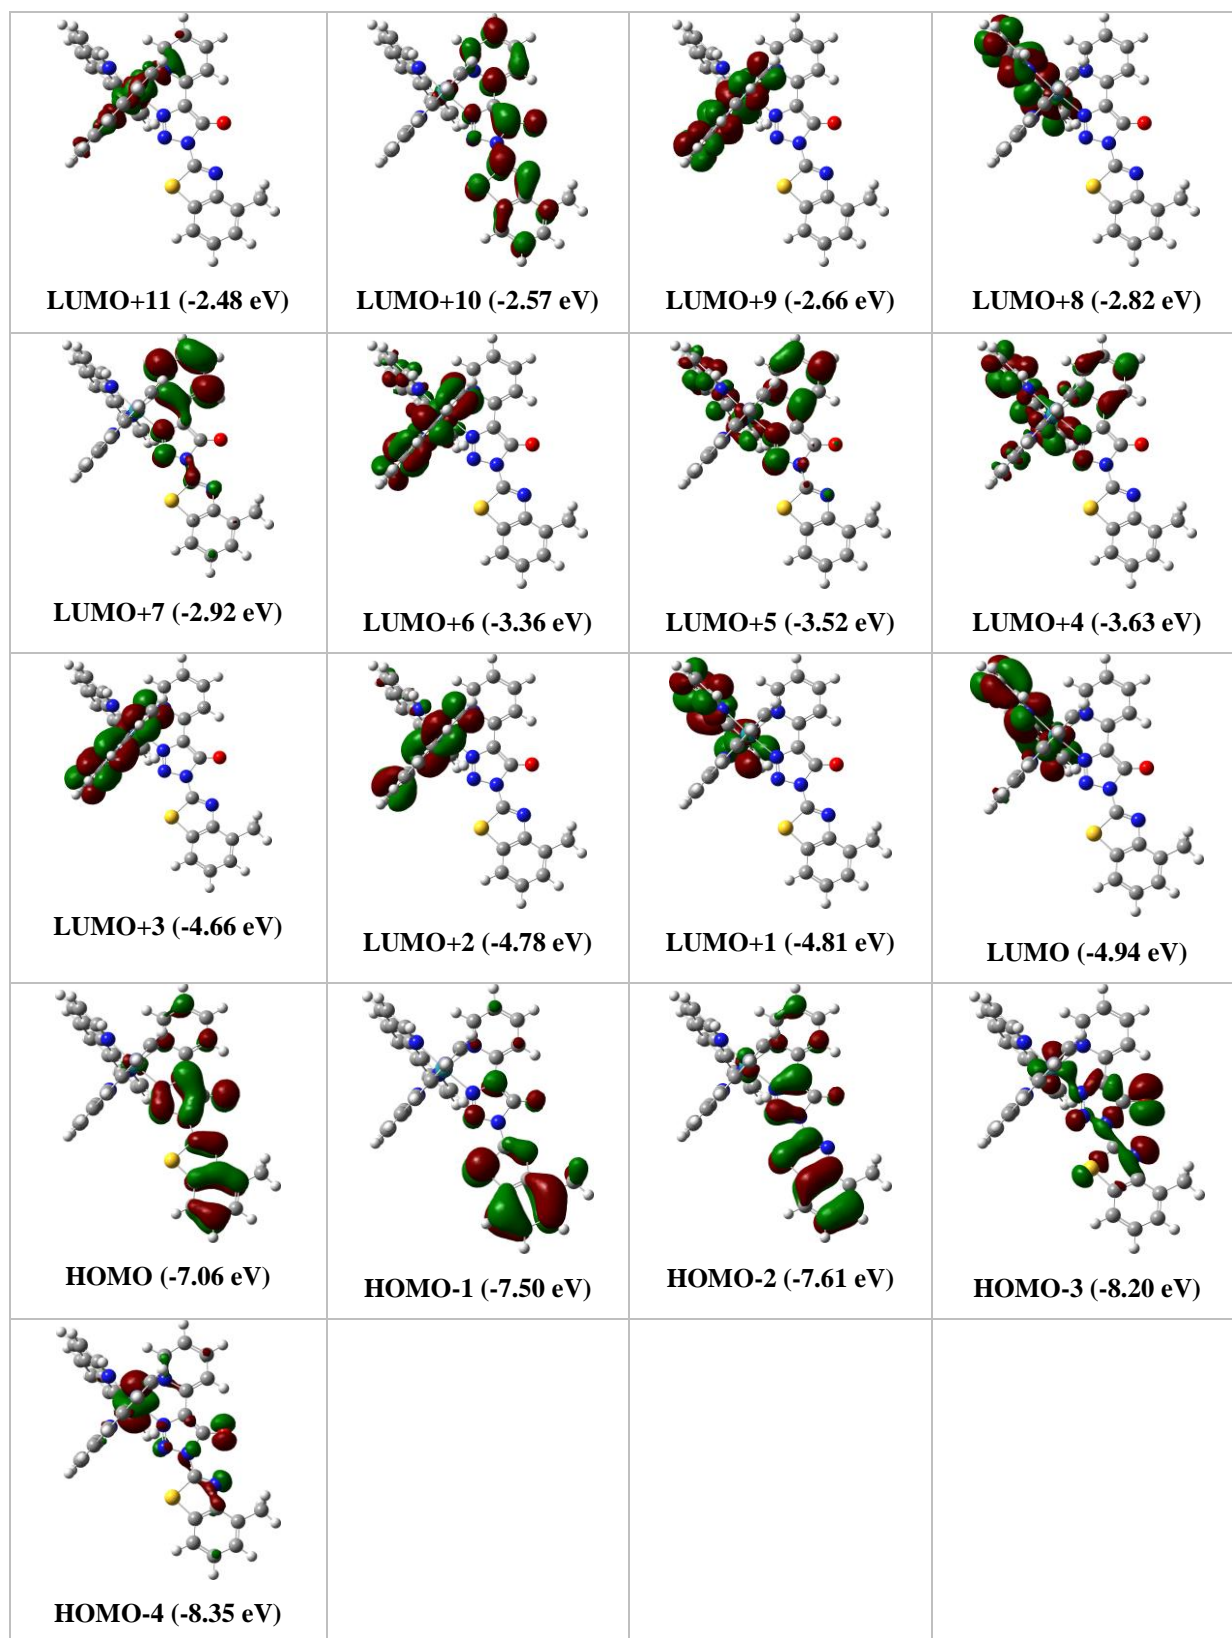 LUMO+11 (-2.48 eV)
LUMO+10 (-2.57 eV)
LUMO+9 (-2.66 eV)
LUMO+8 (-2.82 eV)
LUMO+7 (-2.92 eV)
LUMO+6 (-3.36 eV)
LUMO+5 (-3.52 eV)
LUMO+4 (-3.63 eV)
LUMO+3 (-4.66 eV)
LUMO+2 (-4.78 eV)
LUMO+1 (-4.81 eV)
LUMO (-4.94 eV)
HOMO (-7.06 eV)
HOMO-1 (-7.50 eV)
HOMO-2 (-7.61 eV)
HOMO-3 (-8.20 eV)
HOMO-4 (-8.35 eV)